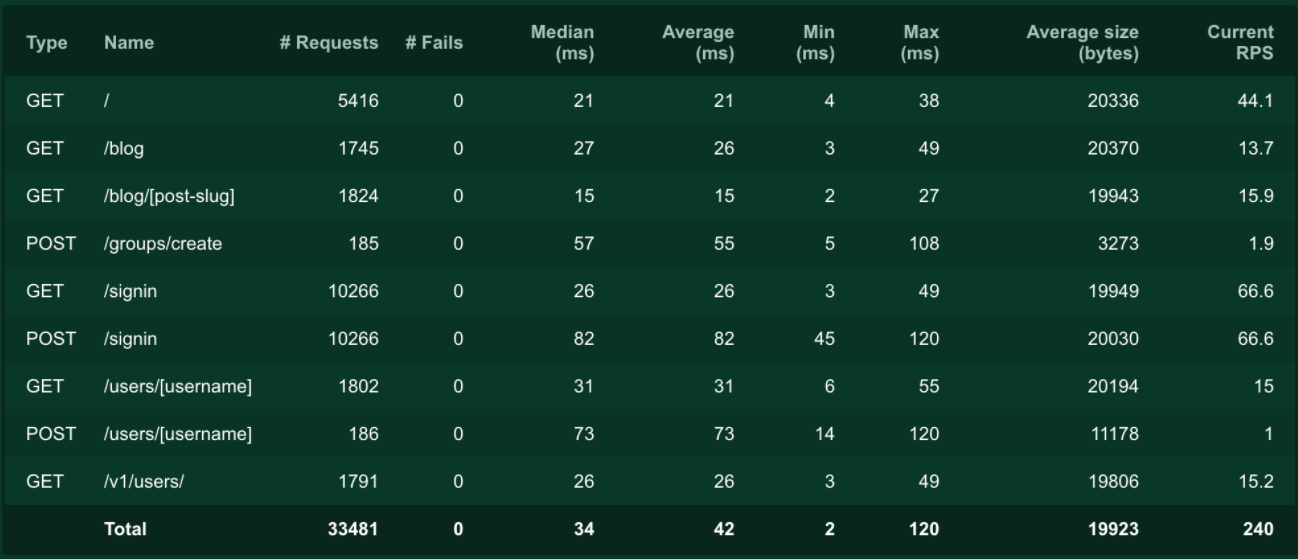 Type Name # Requests # Fails Median (ms) Average (ms) Min (ms) Max (ms) Average size (bytes) Current RPS
GET / 5416 0 21 21 4 38 20336 44.1
GET /blog 1745 0 27 26 3 49 20370 13.7
GET /blog/[post-slug] 1824 0 15 15 2 27 19943 15.9
POST /groups/create 185 0 57 55 5 108 3273 1.9
GET /signin 10266 0 26 26 3 49 19949 66.6
POST /signin 10266 0 82 82 45 120 20030 66.6
GET /users/[username] 1802 0 31 31 6 55 20194 15
POST /users/[username] 186 0 73 73 14 120 11178 1
GET /v1/users/ 1791 0 26 26 3 49 19806 15.2
Total 33481 0 34 42 2 120 19923 240